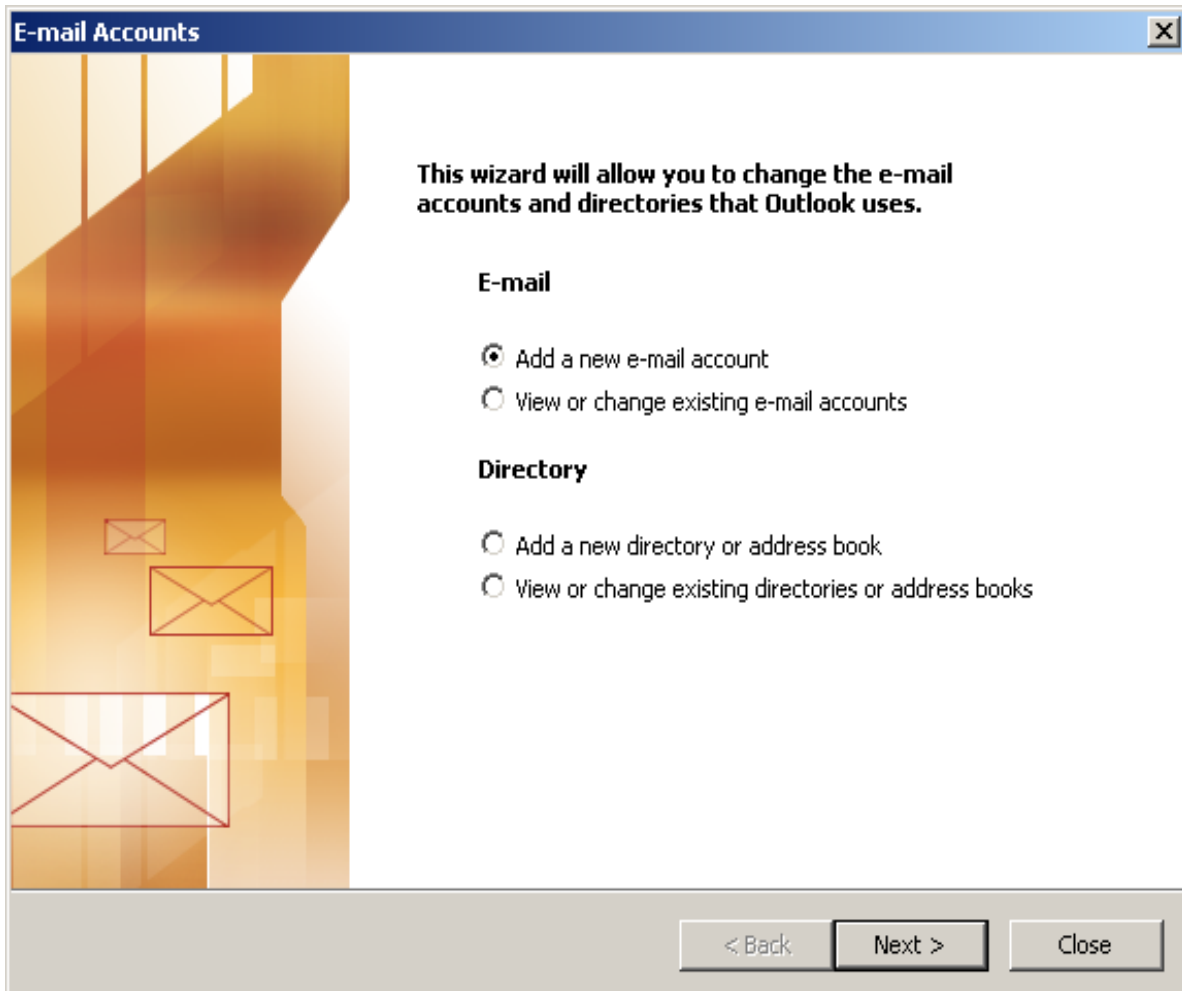 E-mail Accounts
This wizard will allow you to change the e-mail
accounts and directories that Outlook uses.
E-mail
Add a new e-mail account
View or change existing e-mail accounts
Directory
Add a new directory or address book
View or change existing directories or address books
< Back
Next >
Close